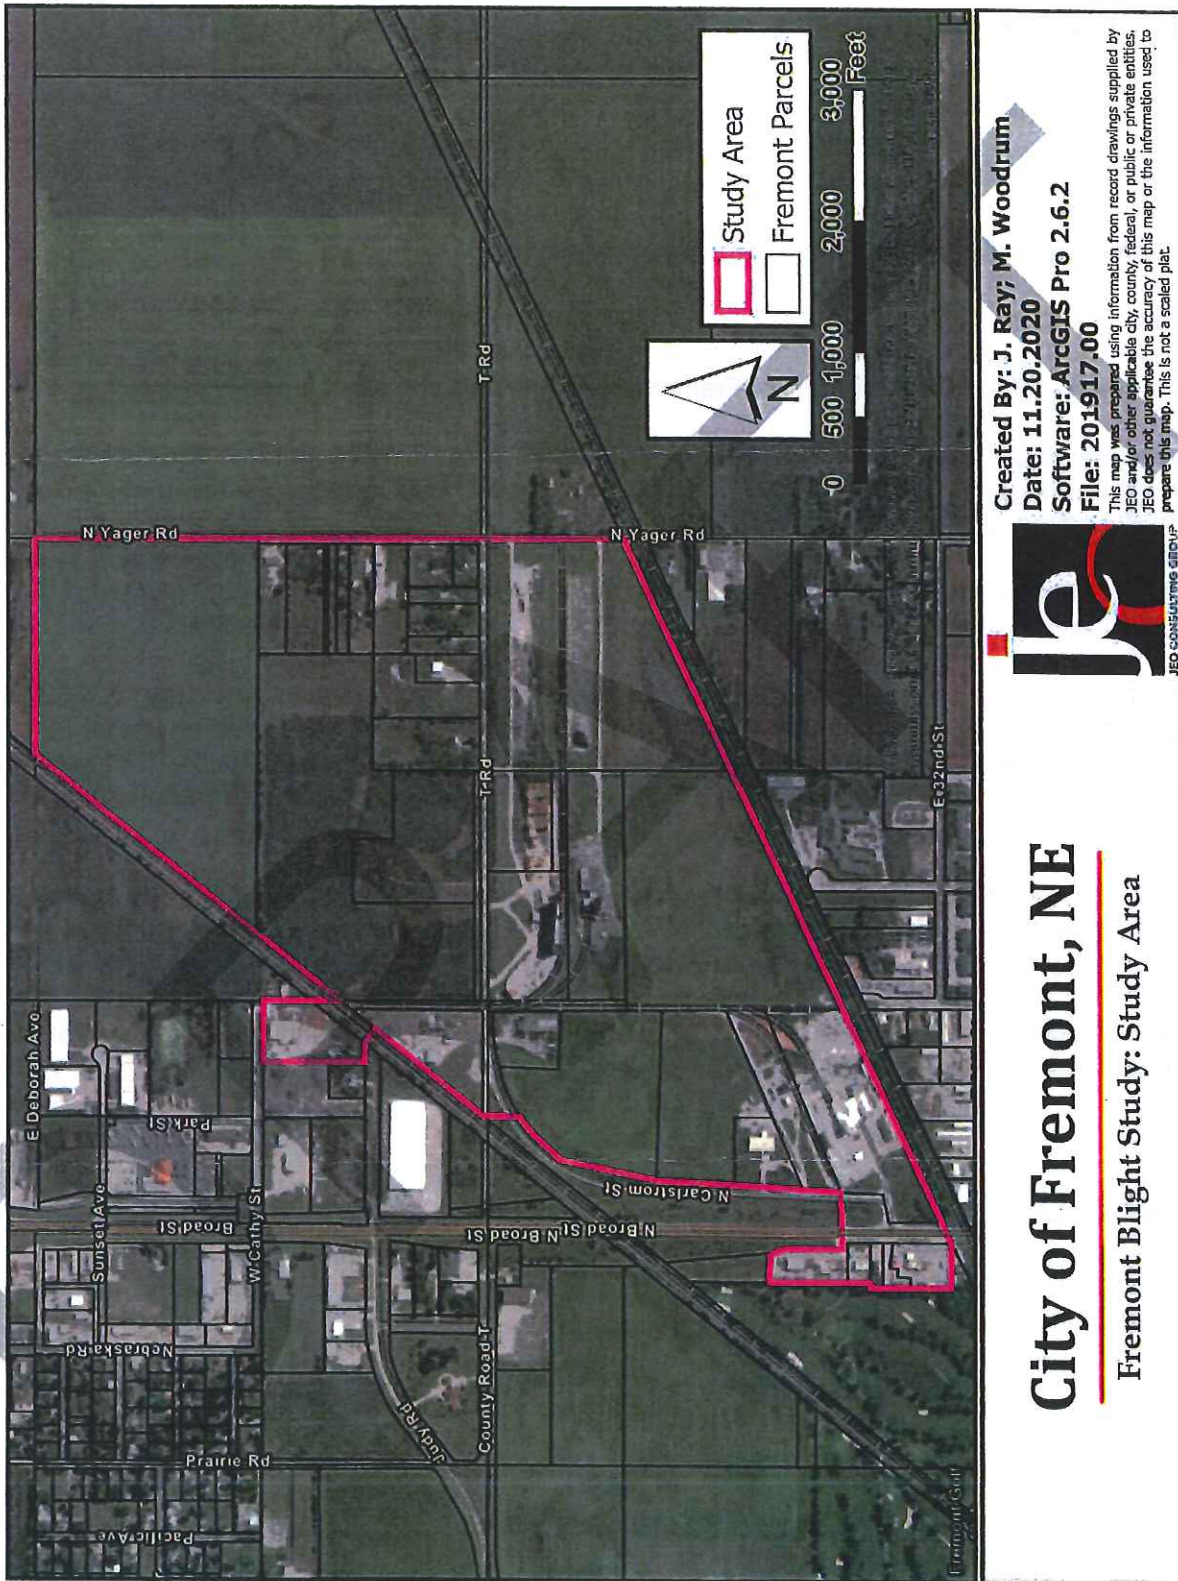 E Deborah Ave
Sunset Ave
Park St
W Cathy St
Broad St
Nebraska Rd
Pacific Ave
Prairie Rd
Judy Rd
County Road T
N Broad St
N Broad St
N Carlstrom St
T Rd
T Rd
N Yager Rd
N Yager Rd
E 32nd St
Fremont Golf
Study Area
Fremont Parcels
N
0 500 1,000 2,000 3,000
Feet
City of Fremont, NE
Fremont Blight Study: Study Area
Jeo
JEO CONSULTING GROUP
Created By: J. Ray; M. Woodrum
Date: 11.20.2020
Software: ArcGIS Pro 2.6.2
File: 201917.00
This map was prepared using information from record drawings supplied by
JEO and/or other applicable city, county, federal, or public or private entities.
JEO does not guarantee the accuracy of this map or the information used to
prepare this map. This is not a scaled plat.